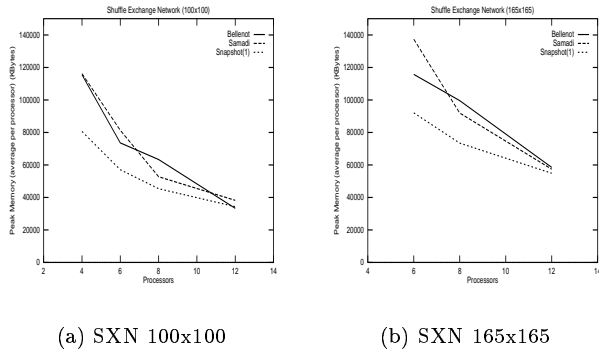 Shuffle Exchange Network (100x100)
Peak Memory (average per processor) (KBytes)
140000
120000
100000
80000
60000
40000
20000
0
Bellenot
Samadi
Snapshot(1)
2 4 6 8 10 12 14
Processors
(a) SXN 100x100
Shuffle Exchange Network (165x165)
Peak Memory (average per processor) (KBytes)
140000
120000
100000
80000
60000
40000
20000
0
Bellenot
Samadi
Snapshot(1)
4 6 8 10 12 14
Processors
(b) SXN 165x165